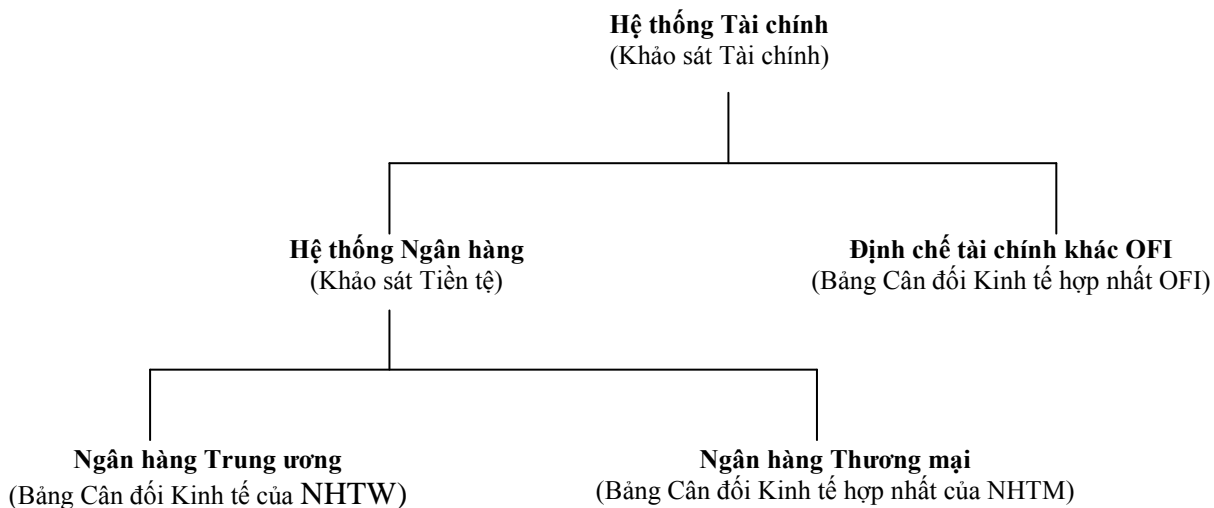 Hệ thống Tài chính
(Khảo sát Tài chính)
Hệ thống Ngân hàng
(Khảo sát Tiền tệ)
Định chế tài chính khác OFI
(Bảng Cân đối Kinh tế hợp nhất OFI)
Ngân hàng Trung ương
(Bảng Cân đối Kinh tế của NHTW)
Ngân hàng Thương mại
(Bảng Cân đối Kinh tế hợp nhất của NHTM)